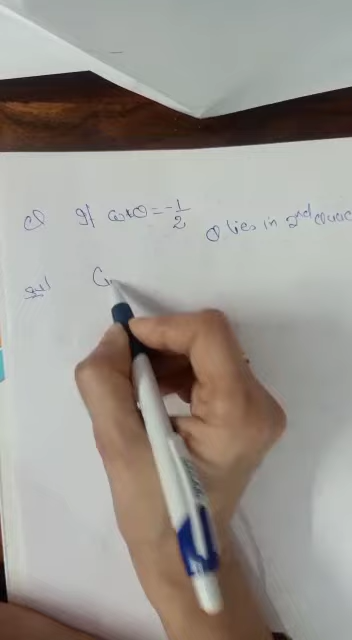 Q If cosθ = -1/2 θ lies in 2nd Quad
Sol